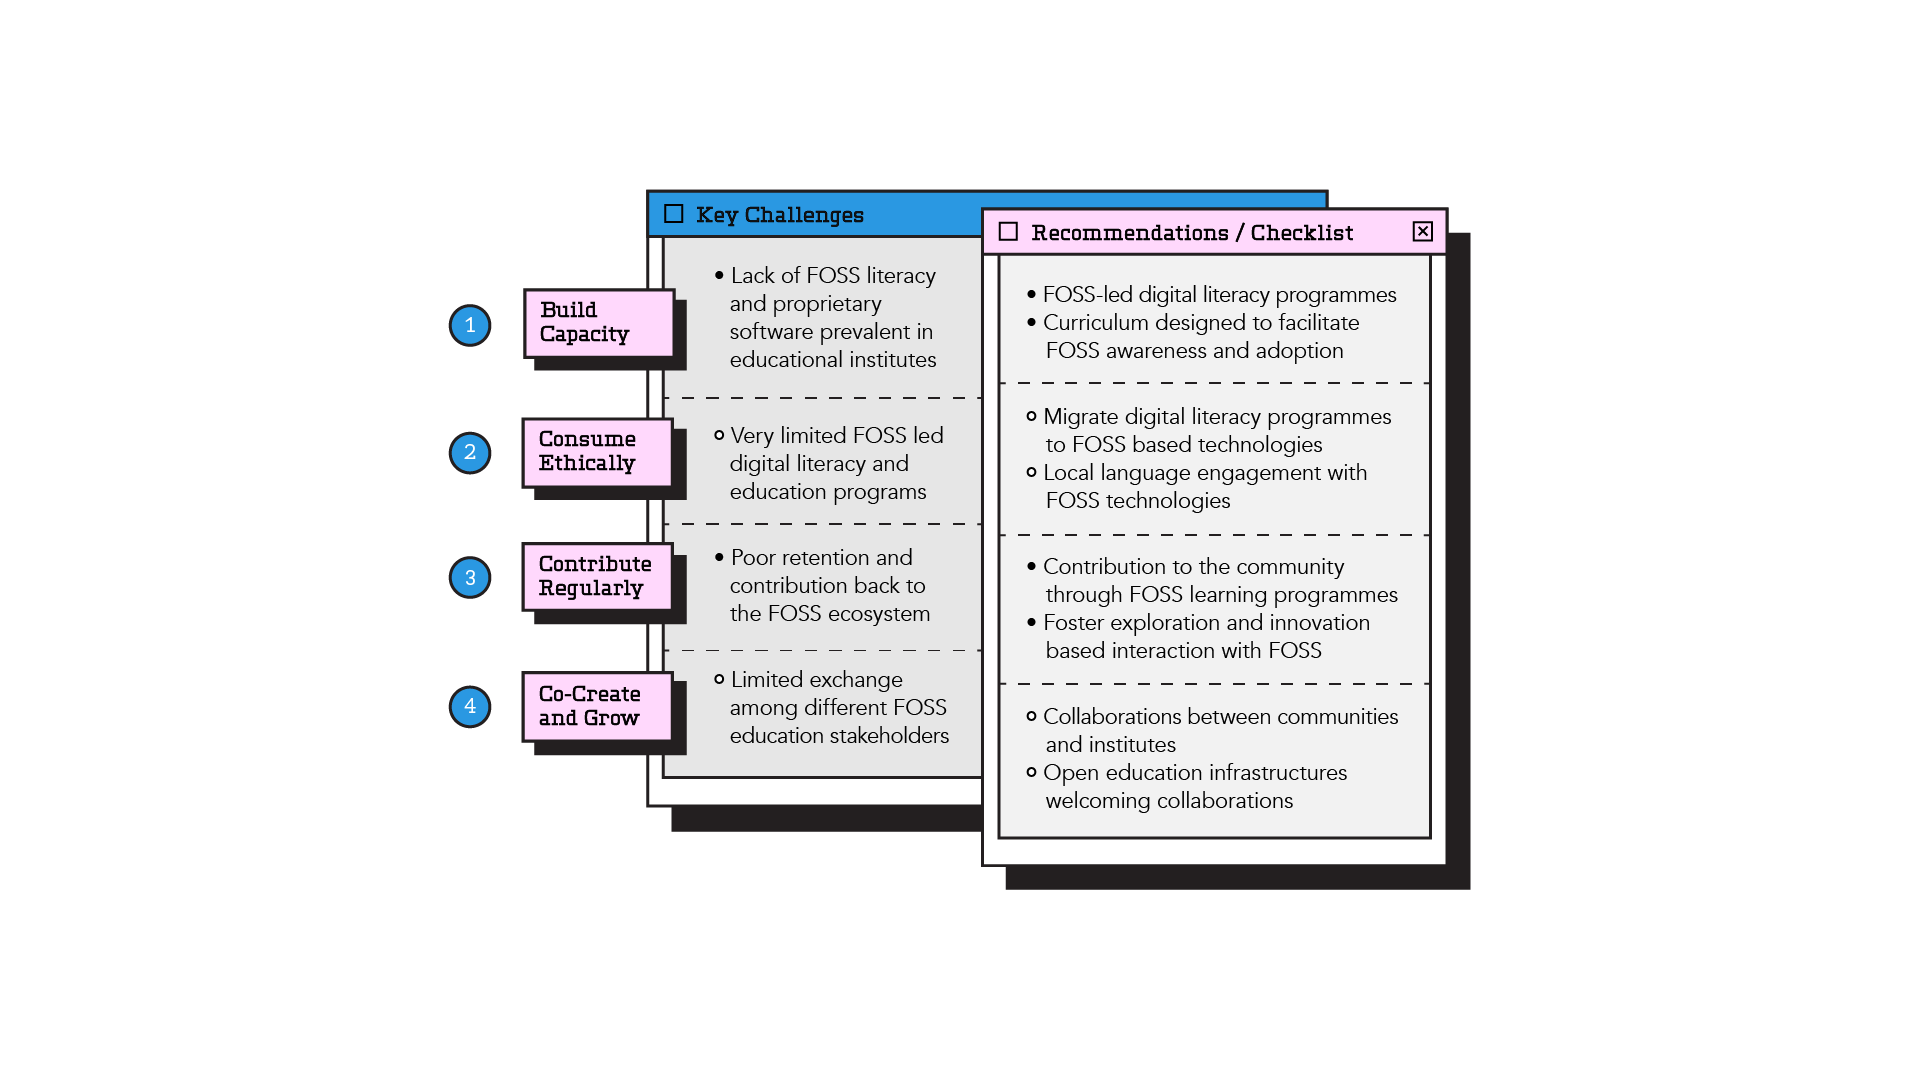 Key Challenges
Recommendations / Checklist
1
Build
Capacity
• Lack of FOSS literacy
and proprietary
software prevalent in
educational institutes
• FOSS-led digital literacy programmes
• Curriculum designed to facilitate
FOSS awareness and adoption
2
Consume
Ethically
⚬ Very limited FOSS led
digital literacy and
education programs
⚬ Migrate digital literacy programmes
to FOSS based technologies
⚬ Local language engagement with
FOSS technologies
3
Contribute
Regularly
• Poor retention and
contribution back to
the FOSS ecosystem
• Contribution to the community
through FOSS learning programmes
• Foster exploration and innovation
based interaction with FOSS
4
Co-Create
and Grow
⚬ Limited exchange
among different FOSS
education stakeholders
⚬ Collaborations between communities
and institutes
⚬ Open education infrastructures
welcoming collaborations